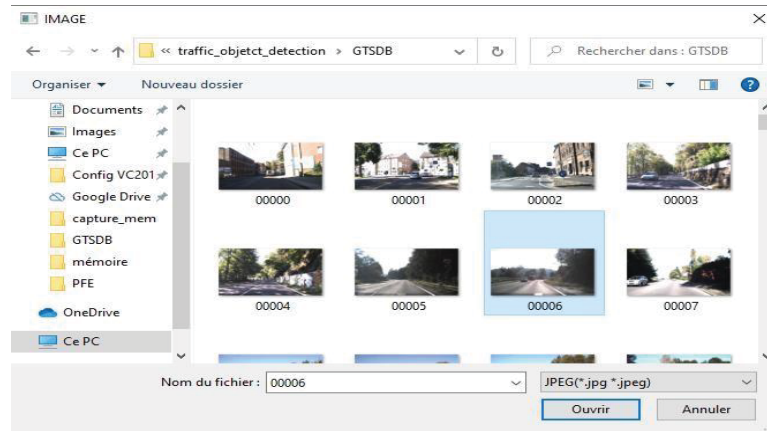 IMAGE
« traffic_objetct_detection > GTSDB
Rechercher dans : GTSDB
Organiser
Nouveau dossier
?
Documents
Images
Ce PC
Config VC201
Google Drive
capture_mem
GTSDB
mémoire
PFE
OneDrive
Ce PC
00000
00001
00002
00003
00004
00005
00006
00007
Nom du fichier : 00006
JPEG(*.jpg *.jpeg)
Ouvrir
Annuler